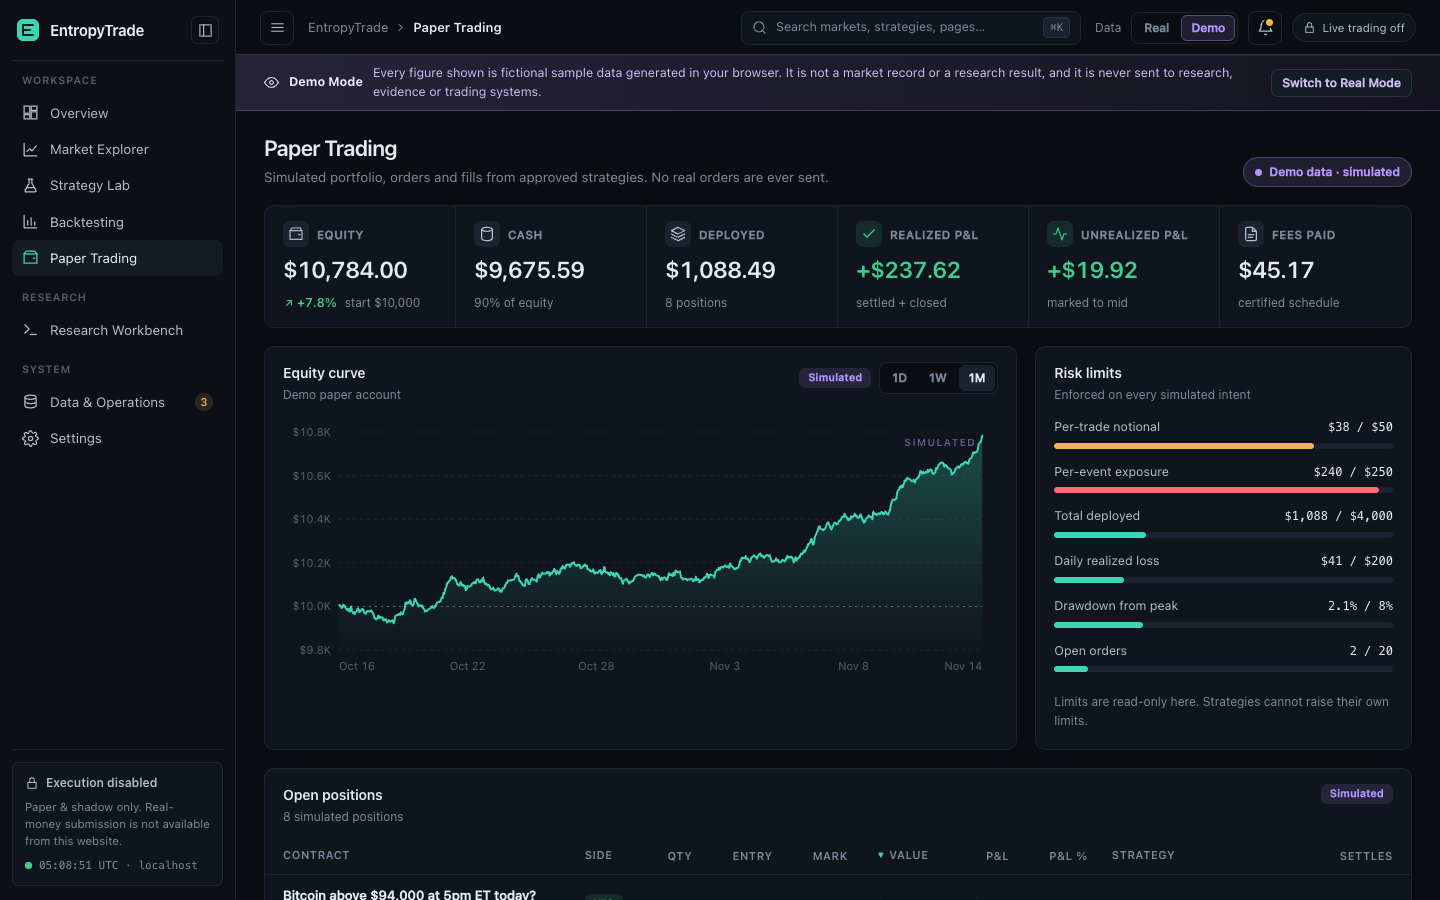 EntropyTrade
WORKSPACE
Overview
Market Explorer
Strategy Lab
Backtesting
Paper Trading
RESEARCH
Research Workbench
SYSTEM
Data & Operations 3
Settings
Execution disabled
Paper & shadow only. Real-
money submission is not available
from this website.
05:08:51 UTC · localhost
EntropyTrade > Paper Trading
Search markets, strategies, pages... ⌘K
Data Real Demo
Live trading off
Demo Mode
Every figure shown is fictional sample data generated in your browser. It is not a market record or a research result, and it is never sent to research,
evidence or trading systems.
Switch to Real Mode
Paper Trading
Simulated portfolio, orders and fills from approved strategies. No real orders are ever sent.
Demo data · simulated
EQUITY
$10,784.00
↗ +7.8% start $10,000
CASH
$9,675.59
90% of equity
DEPLOYED
$1,088.49
8 positions
REALIZED P&L
+$237.62
settled + closed
UNREALIZED P&L
+$19.92
marked to mid
FEES PAID
$45.17
certified schedule
Equity curve
Demo paper account
Simulated
1D 1W 1M
SIMULATED
$10.8K
$10.6K
$10.4K
$10.2K
$10.0K
$9.8K
Oct 16 Oct 22 Oct 28 Nov 3 Nov 8 Nov 14
Risk limits
Enforced on every simulated intent
Per-trade notional $38 / $50
Per-event exposure $240 / $250
Total deployed $1,088 / $4,000
Daily realized loss $41 / $200
Drawdown from peak 2.1% / 8%
Open orders 2 / 20
Limits are read-only here. Strategies cannot raise their own
limits.
Open positions
8 simulated positions
Simulated
CONTRACT SIDE QTY ENTRY MARK ▼ VALUE P&L P&L % STRATEGY SETTLES
Bitcoin above $94,000 at 5pm ET today?